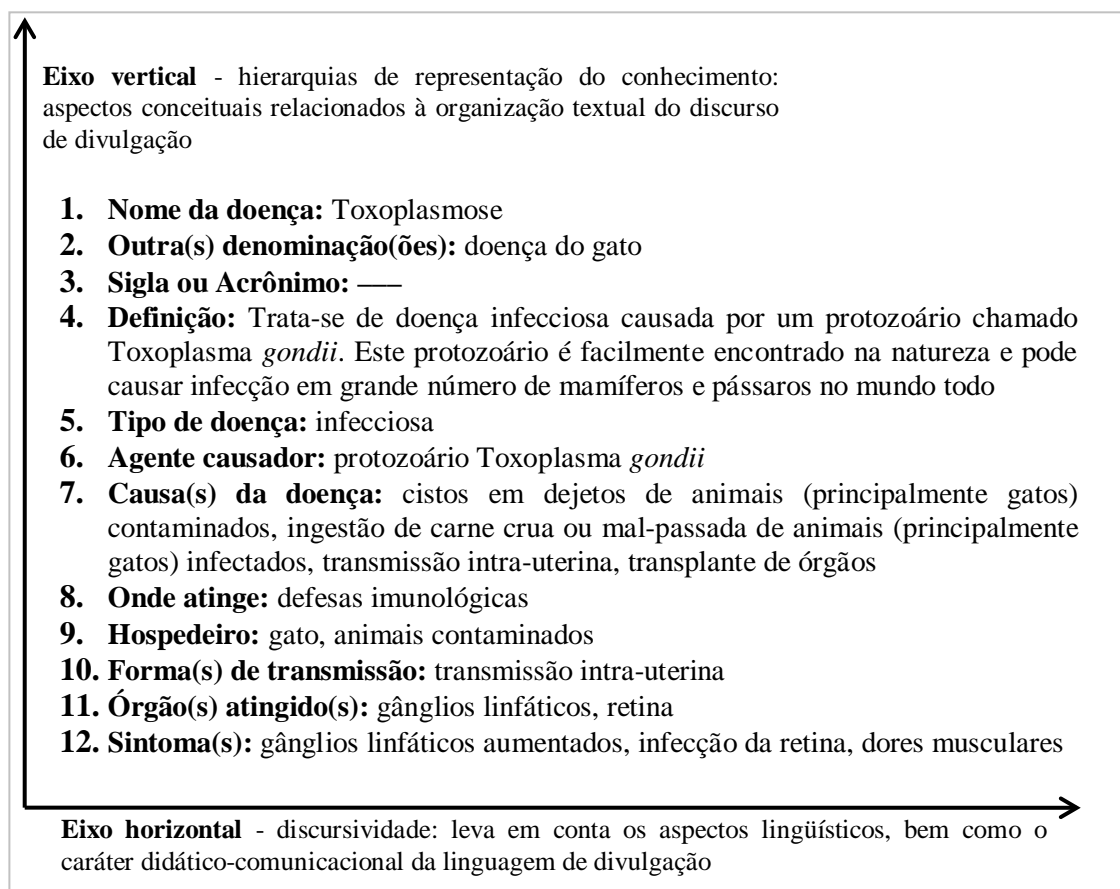 Eixo vertical - hierarquias de representação do conhecimento:
aspectos conceituais relacionados à organização textual do discurso
de divulgação
1. Nome da doença: Toxoplasmose
2. Outra(s) denominação(ões): doença do gato
3. Sigla ou Acrônimo: –––
4. Definição: Trata-se de doença infecciosa causada por um protozoário chamado
Toxoplasma gondii. Este protozoário é facilmente encontrado na natureza e pode
causar infecção em grande número de mamíferos e pássaros no mundo todo
5. Tipo de doença: infecciosa
6. Agente causador: protozoário Toxoplasma gondii
7. Causa(s) da doença: cistos em dejetos de animais (principalmente gatos)
contaminados, ingestão de carne crua ou mal-passada de animais (principalmente
gatos) infectados, transmissão intra-uterina, transplante de órgãos
8. Onde atinge: defesas imunológicas
9. Hospedeiro: gato, animais contaminados
10. Forma(s) de transmissão: transmissão intra-uterina
11. Órgão(s) atingido(s): gânglios linfáticos, retina
12. Sintoma(s): gânglios linfáticos aumentados, infecção da retina, dores musculares
Eixo horizontal - discursividade: leva em conta os aspectos lingüísticos, bem como o
caráter didático-comunicacional da linguagem de divulgação